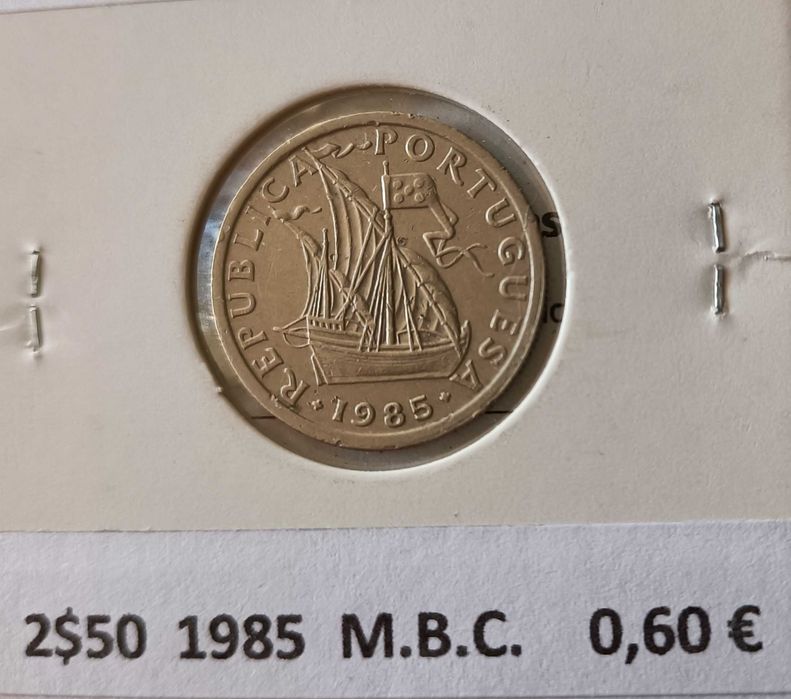 REPUBLICA PORTUGUESA
1985
2$50 1985 M.B.C. 0,60 €